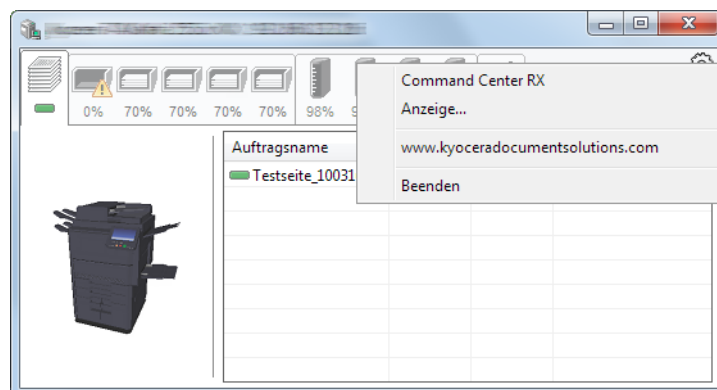 0% 70% 70% 70% 70% 98%
Command Center RX
Anzeige...
www.kyoceradocumentsolutions.com
Beenden
Auftragsname
Testseite_10031